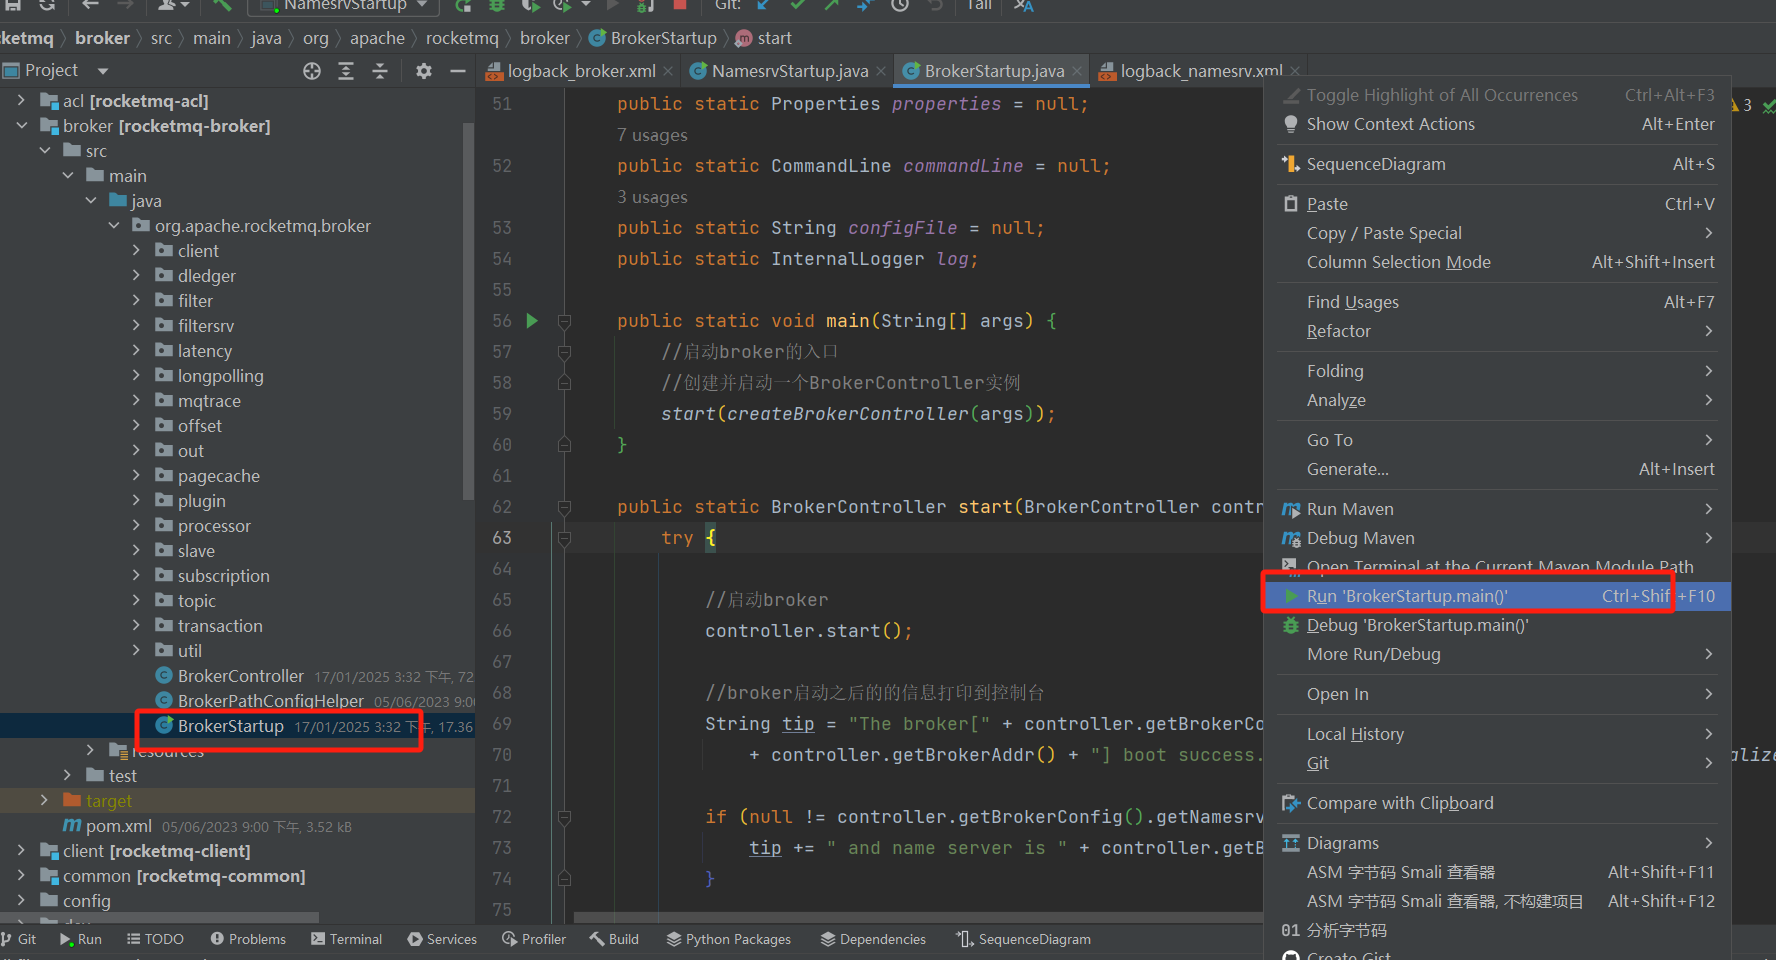 NamesrvStartup
Git:
Tail
ketmq broker src main java org apache rocketmq broker BrokerStartup start
Project
logback_broker.xml
NamesrvStartup.java
BrokerStartup.java
logback_namesrv.xml
acl [rocketmq-acl]
broker [rocketmq-broker]
src
main
java
org.apache.rocketmq.broker
client
dledger
filter
filtersrv
latency
longpolling
mqtrace
offset
out
pagecache
plugin
processor
slave
subscription
topic
transaction
util
BrokerController 17/01/2025 3:32 下午, 72
BrokerPathConfigHelper 05/06/2023 9:00
BrokerStartup 17/01/2025 3:32 下午, 17.36
resources
test
target
pom.xml 05/06/2023 9:00 下午, 3.52 kB
client [rocketmq-client]
common [rocketmq-common]
config
51 public static Properties properties = null;
7 usages
52 public static CommandLine commandLine = null;
3 usages
53 public static String configFile = null;
54 public static InternalLogger log;
55
56 public static void main(String[] args) {
57 //启动broker的入口
58 //创建并启动一个BrokerController实例
59 start(createBrokerController(args));
60 }
61
62 public static BrokerController start(BrokerController contr
63 try {
64
65 //启动broker
66 controller.start();
67
68 //broker启动之后的的信息打印到控制台
69 String tip = "The broker[" + controller.getBrokerCo
70 + controller.getBrokerAddr() + "] boot success.
alize
71
72 if (null != controller.getBrokerConfig().getNamesrv
73 tip += " and name server is " + controller.getB
74 }
75
3
Toggle Highlight of All Occurrences Ctrl+Alt+F3
Show Context Actions Alt+Enter
SequenceDiagram Alt+S
Paste Ctrl+V
Copy / Paste Special
Column Selection Mode Alt+Shift+Insert
Find Usages Alt+F7
Refactor
Folding
Analyze
Go To
Generate... Alt+Insert
Run Maven
Debug Maven
Open Terminal at the Current Maven Module Path
Run 'BrokerStartup.main()' Ctrl+Shift+F10
Debug 'BrokerStartup.main()'
More Run/Debug
Open In
Local History
Git
Compare with Clipboard
Diagrams
ASM 字节码 Smali 查看器 Alt+Shift+F11
ASM 字节码 Smali 查看器, 不构建项目 Alt+Shift+F12
01 分析字节码
Create Gist
Git Run TODO Problems Terminal Services Profiler Build Python Packages Dependencies SequenceDiagram